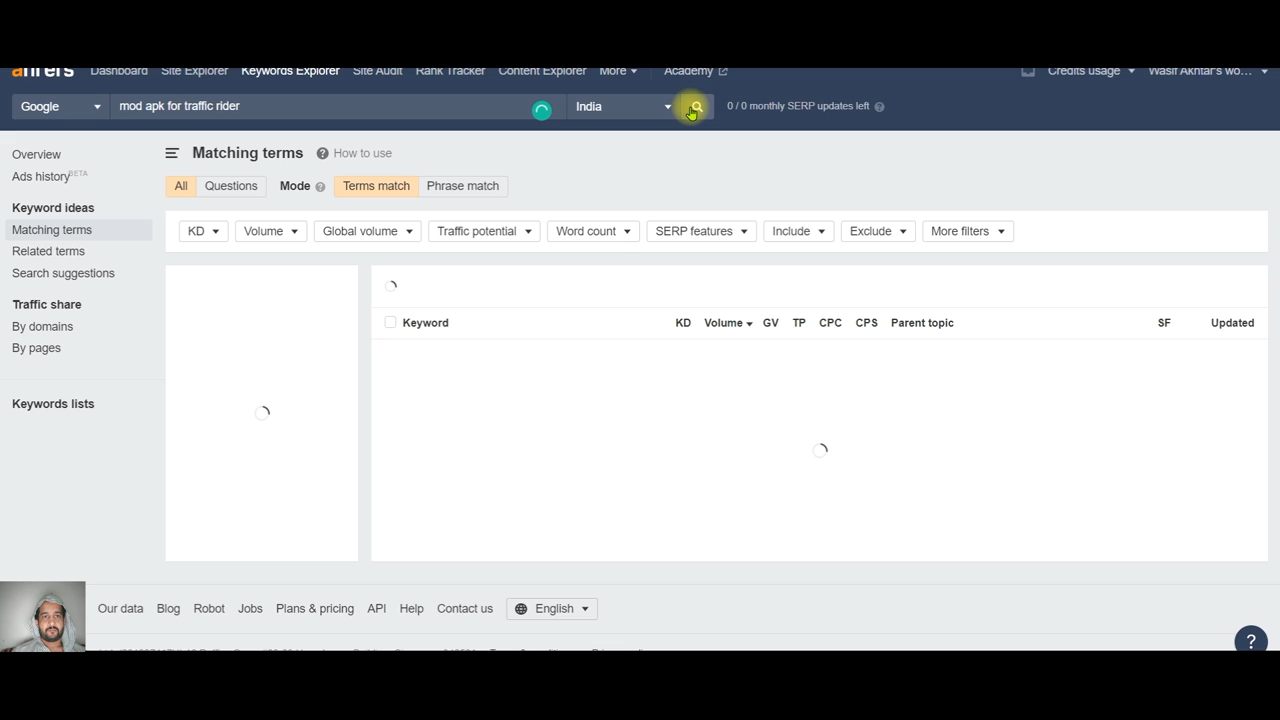 ahrefs Dashboard Site Explorer Keywords Explorer Site Audit Rank Tracker Content Explorer More Academy Credits usage Wasif Akhtar's wo...
Google mod apk for traffic rider India 0 / 0 monthly SERP updates left ?
Overview
Ads history BETA
Keyword ideas
Matching terms
Related terms
Search suggestions
Traffic share
By domains
By pages
Keywords lists
Matching terms ? How to use
All Questions Mode ? Terms match Phrase match
KD Volume Global volume Traffic potential Word count SERP features Include Exclude More filters
Keyword KD Volume GV TP CPC CPS Parent topic SF Updated
Our data Blog Robot Jobs Plans & pricing API Help Contact us English
?